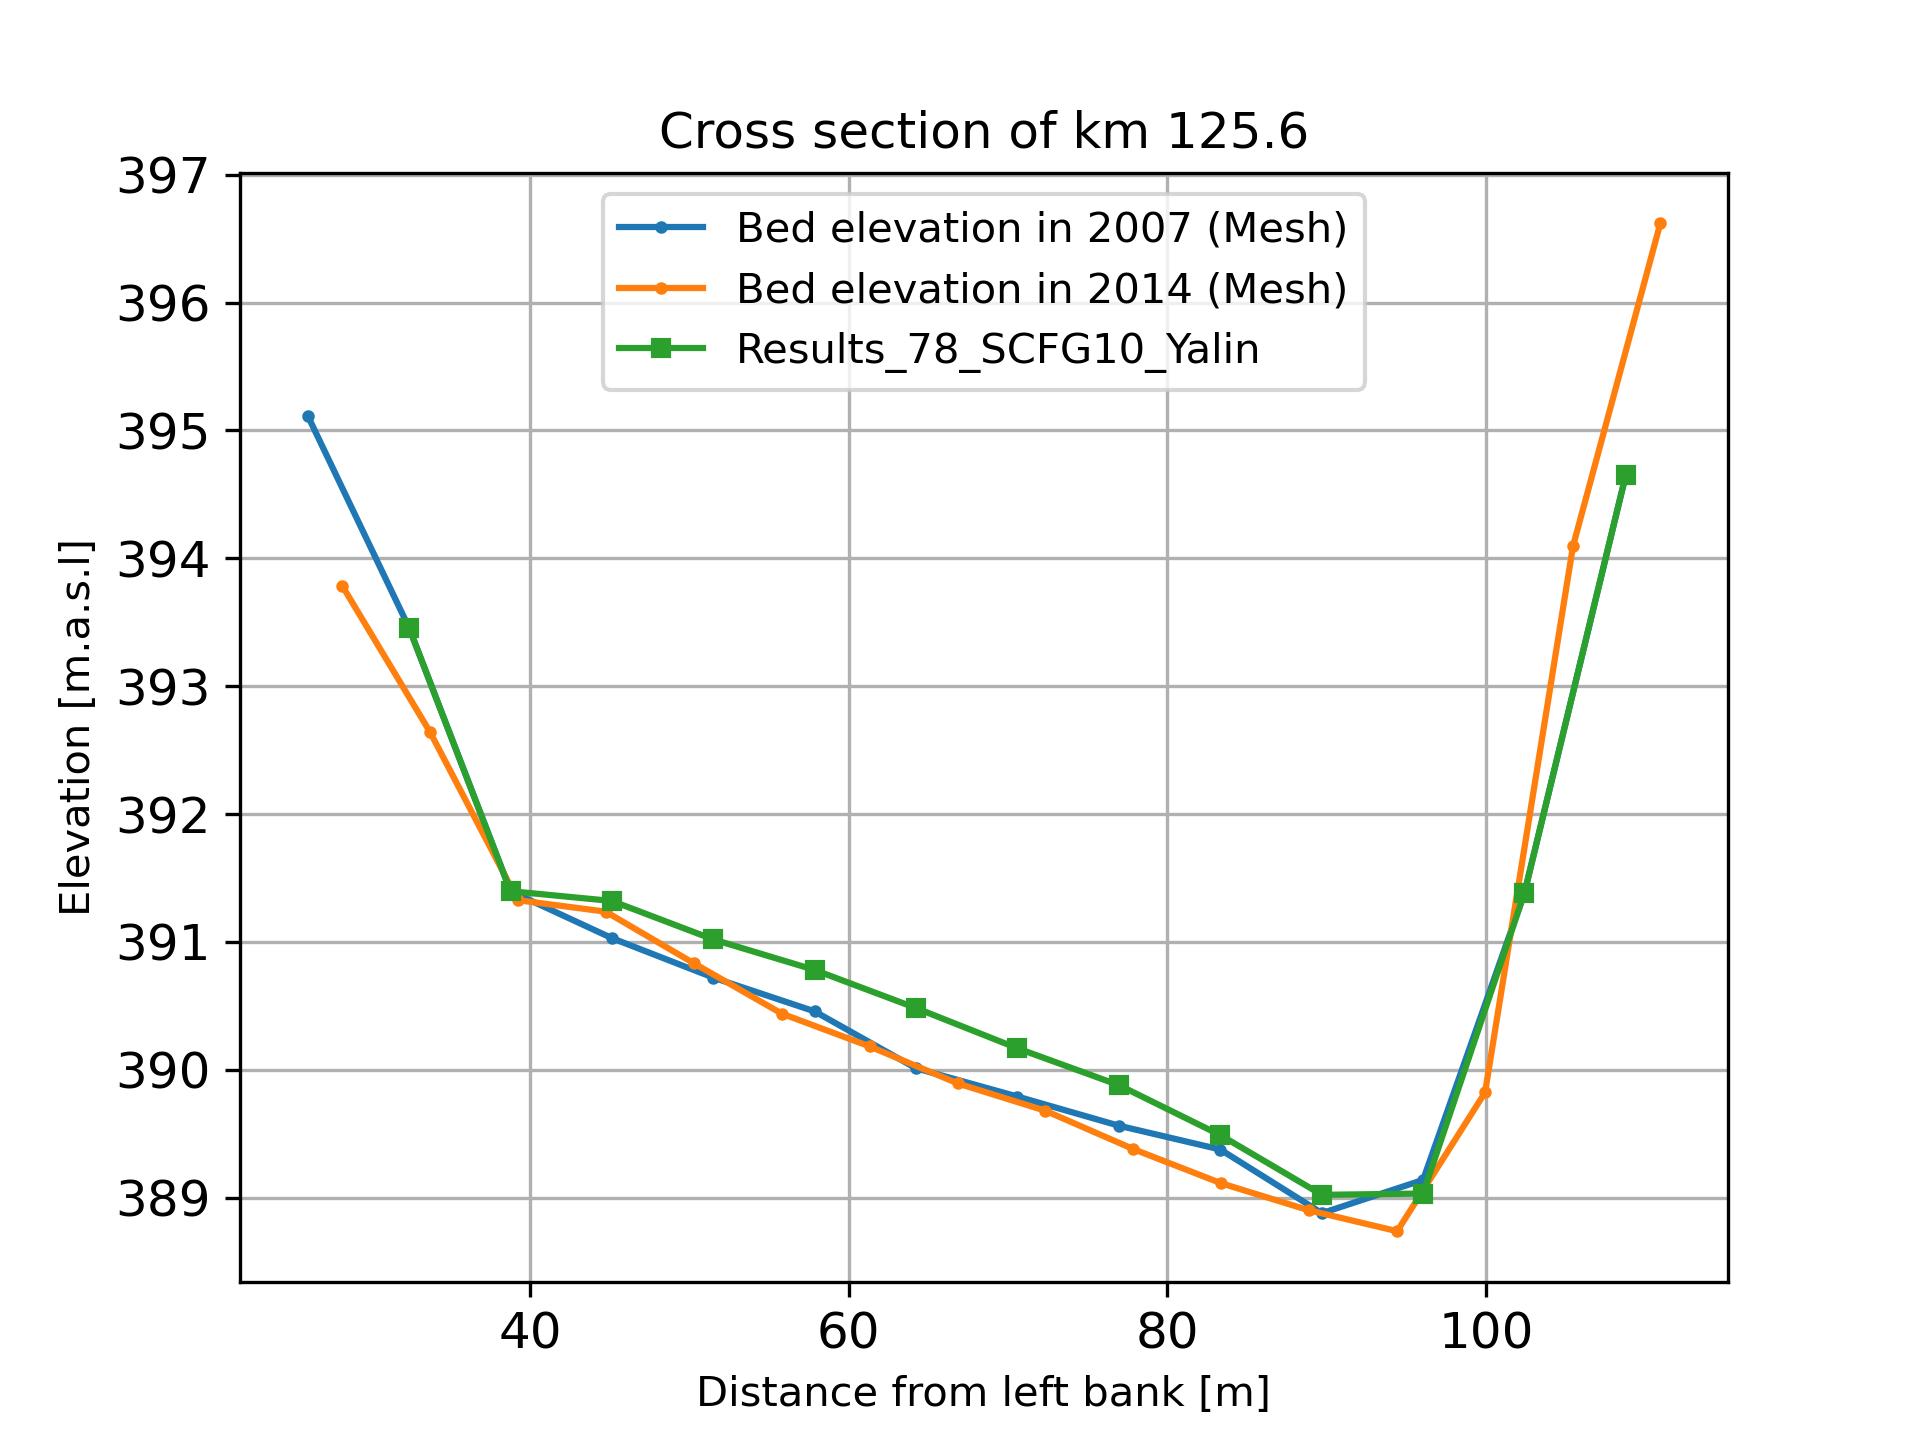 Cross section of km 125.6
397
396
395
394
393
392
391
390
389
Elevation [m.a.s.l]
Bed elevation in 2007 (Mesh)
Bed elevation in 2014 (Mesh)
Results_78_SCFG10_Yalin
40 60 80 100
Distance from left bank [m]